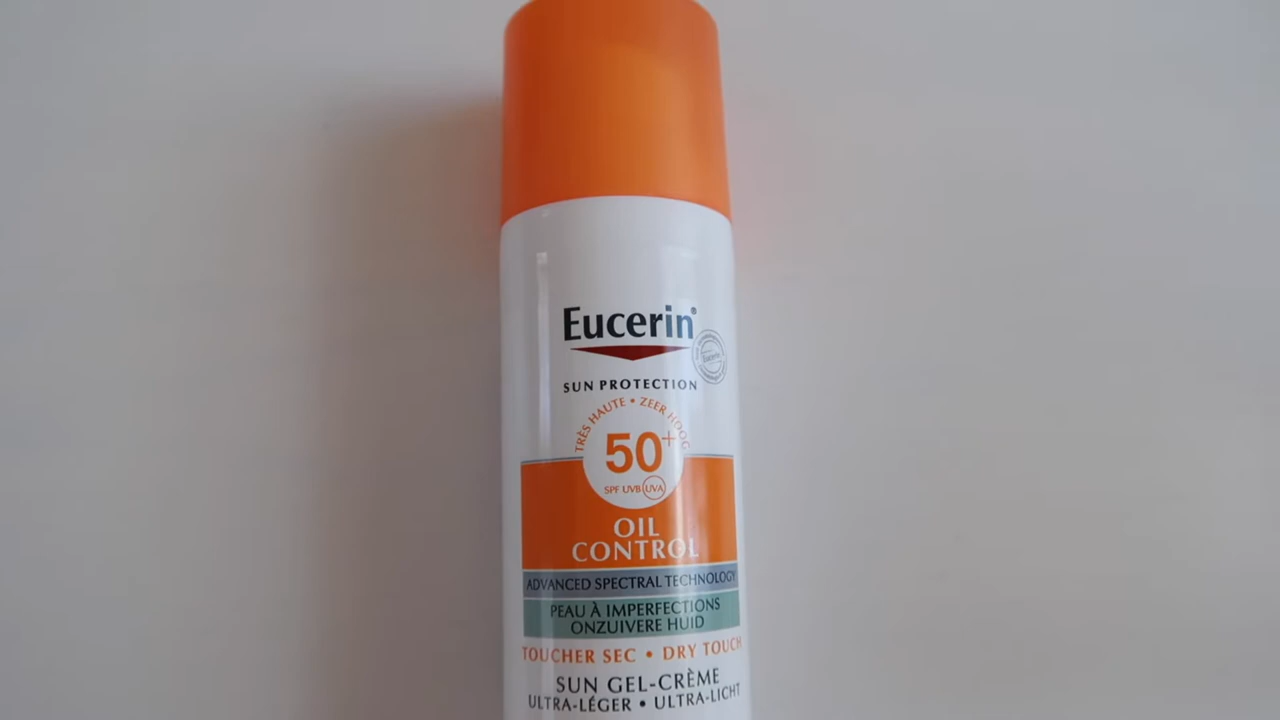 Eucerin®
SUN PROTECTION
TRÈS HAUTE • ZEER HOOG
50+
SPF UVB UVA
OIL
CONTROL
ADVANCED SPECTRAL TECHNOLOGY
PEAU À IMPERFECTIONS
ONZUIVERE HUID
TOUCHER SEC • DRY TOUCH
SUN GEL-CRÈME
ULTRA-LÉGER • ULTRA-LICHT